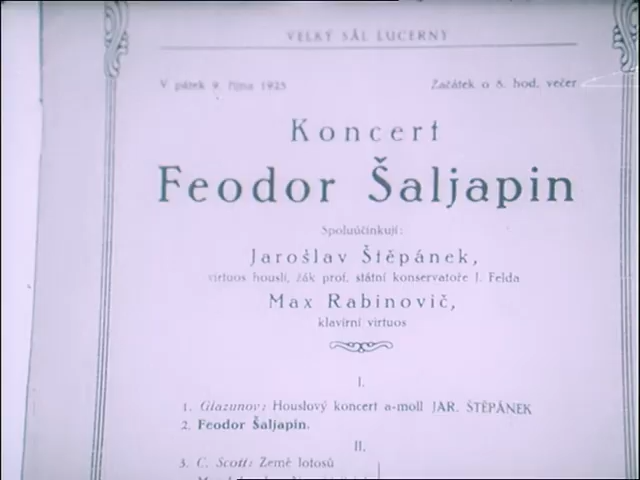 VELKÝ SÁL LUCERNY
V pátek 9. října 1925
Začátek o 8. hod. večer
Koncert
Feodor Šaljapin
Spoluúčinkují:
Jaroslav Štěpánek,
virtuos houslí, žák prof. státní konservatoře J. Felda
Max Rabinovič,
klavírní virtuos
I.
1. Glazunov: Houslový koncert a-moll JAR. ŠTĚPÁNEK
2. Feodor Šaljapin.
II.
3. C. Scott: Země lotosů